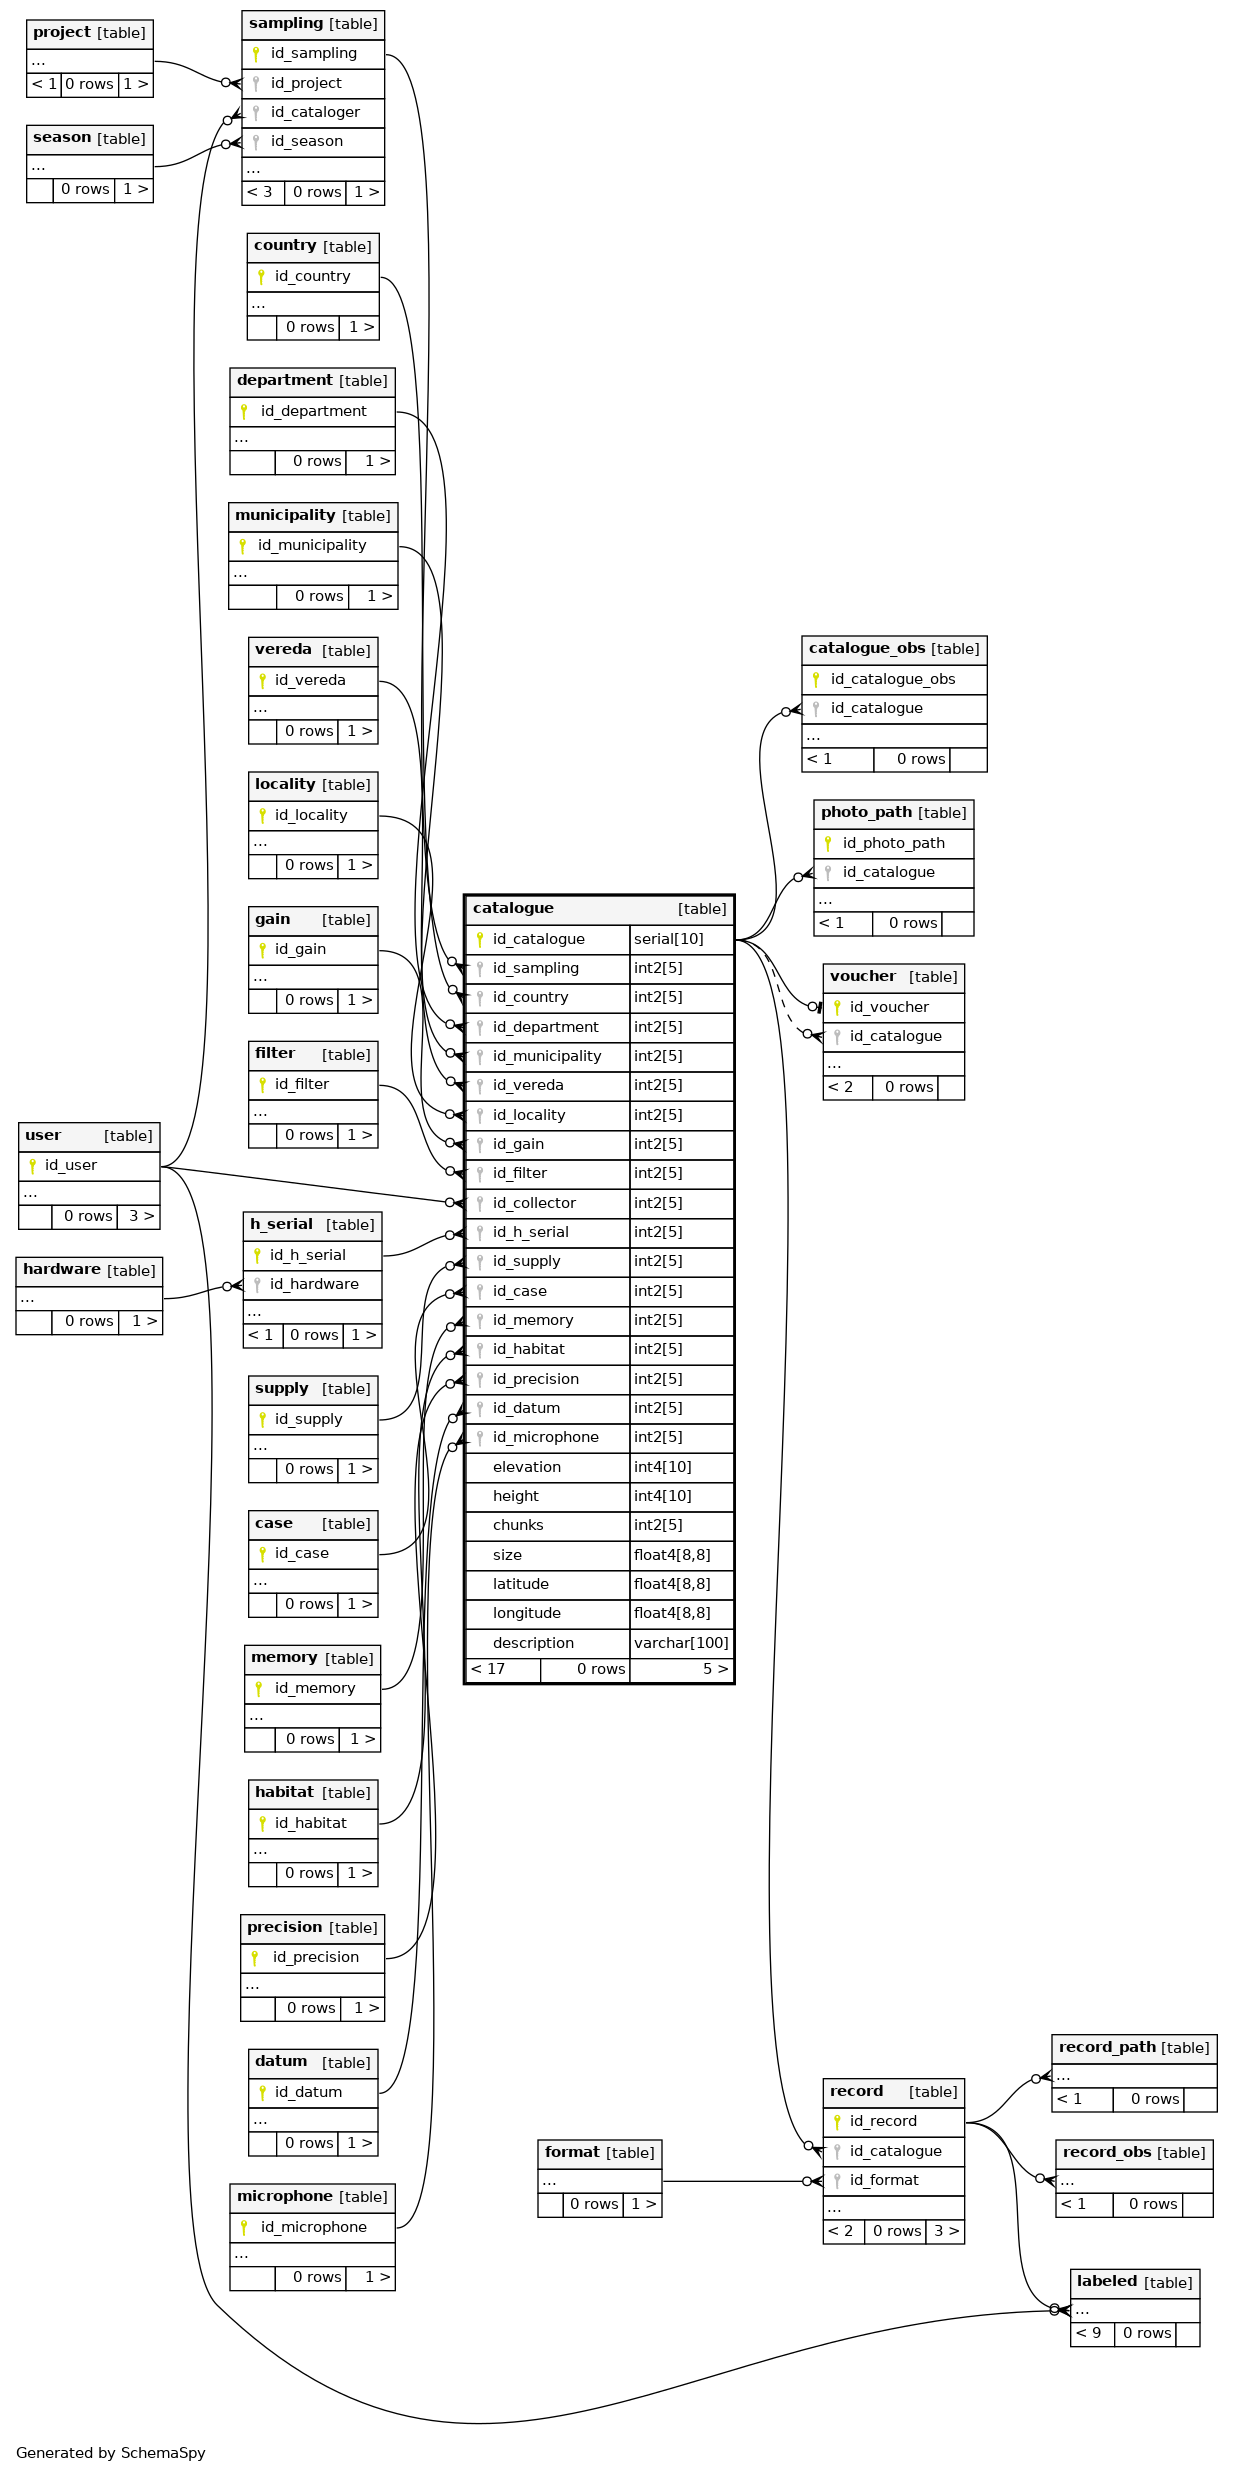 project [table]
...
< 1 0 rows 1 >
season [table]
...
0 rows 1 >
sampling [table]
id_sampling
id_project
id_cataloger
id_season
...
< 3 0 rows 1 >
country [table]
id_country
...
0 rows 1 >
department [table]
id_department
...
0 rows 1 >
municipality [table]
id_municipality
...
0 rows 1 >
vereda [table]
id_vereda
...
0 rows 1 >
locality [table]
id_locality
...
0 rows 1 >
gain [table]
id_gain
...
0 rows 1 >
filter [table]
id_filter
...
0 rows 1 >
user [table]
id_user
...
0 rows 3 >
hardware [table]
...
0 rows 1 >
h_serial [table]
id_h_serial
id_hardware
...
< 1 0 rows 1 >
supply [table]
id_supply
...
0 rows 1 >
case [table]
id_case
...
0 rows 1 >
memory [table]
id_memory
...
0 rows 1 >
habitat [table]
id_habitat
...
0 rows 1 >
precision [table]
id_precision
...
0 rows 1 >
datum [table]
id_datum
...
0 rows 1 >
microphone [table]
id_microphone
...
0 rows 1 >
catalogue [table]
id_catalogue serial[10]
id_sampling int2[5]
id_country int2[5]
id_department int2[5]
id_municipality int2[5]
id_vereda int2[5]
id_locality int2[5]
id_gain int2[5]
id_filter int2[5]
id_collector int2[5]
id_h_serial int2[5]
id_supply int2[5]
id_case int2[5]
id_memory int2[5]
id_habitat int2[5]
id_precision int2[5]
id_datum int2[5]
id_microphone int2[5]
elevation int4[10]
height int4[10]
chunks int2[5]
size float4[8,8]
latitude float4[8,8]
longitude float4[8,8]
description varchar[100]
< 17 0 rows 5 >
catalogue_obs [table]
id_catalogue_obs
id_catalogue
...
< 1 0 rows
photo_path [table]
id_photo_path
id_catalogue
...
< 1 0 rows
voucher [table]
id_voucher
id_catalogue
...
< 2 0 rows
format [table]
...
0 rows 1 >
record [table]
id_record
id_catalogue
id_format
...
< 2 0 rows 3 >
record_path [table]
...
< 1 0 rows
record_obs [table]
...
< 1 0 rows
labeled [table]
...
< 9 0 rows
Generated by SchemaSpy